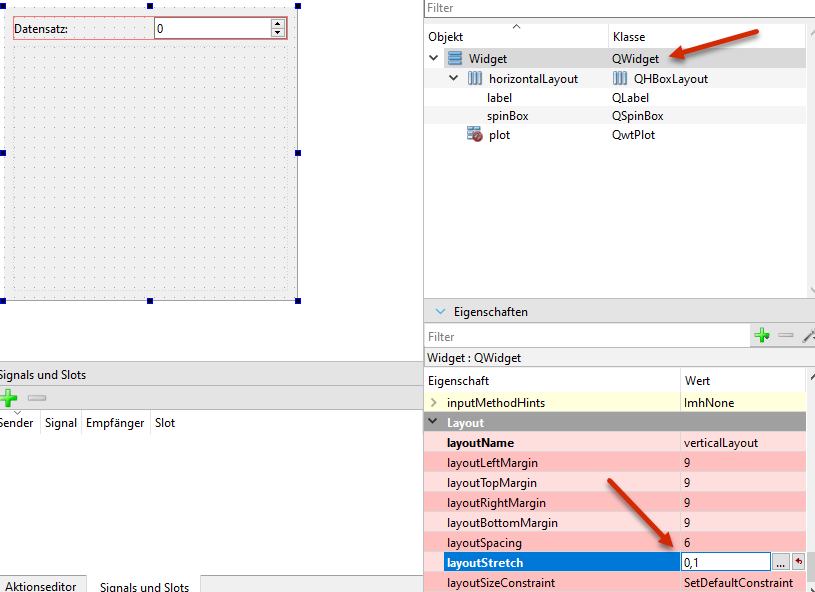 Filter
Datensatz: 0
Objekt Klasse
Widget QWidget
horizontalLayout QHBoxLayout
label QLabel
spinBox QSpinBox
plot QwtPlot
Eigenschaften
Filter
Widget : QWidget
Signals und Slots
Eigenschaft Wert
inputMethodHints ImhNone
Sender Signal Empfänger Slot
Layout
layoutName verticalLayout
layoutLeftMargin 9
layoutTopMargin 9
layoutRightMargin 9
layoutBottomMargin 9
layoutSpacing 6
layoutStretch 0,1 ...
layoutSizeConstraint SetDefaultConstraint
Aktionseditor Signals und Slots